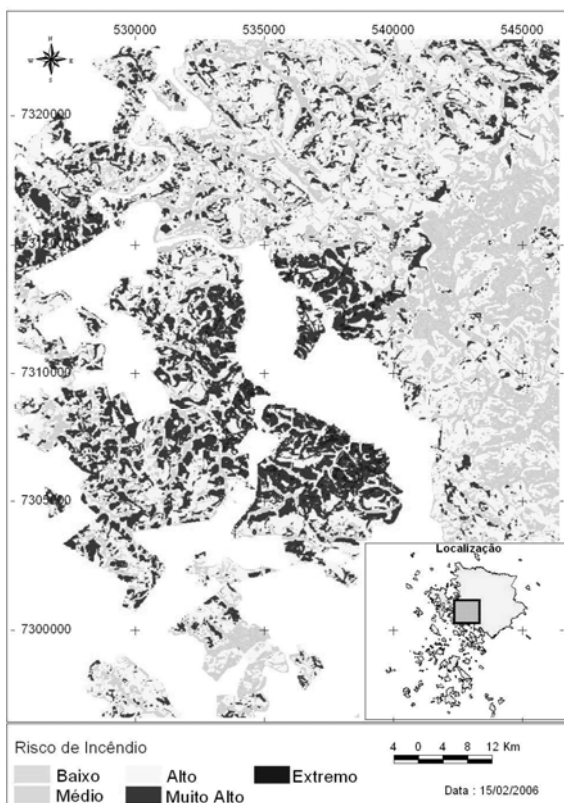 530000 535000 540000 545000
N
W E
S
7320000
7315000
7310000
7305000
Localização
7300000
Risco de Incêndio
4 0 4 8 12 Km
Baixo Alto Extremo
Médio Muito Alto
Data : 15/02/2006